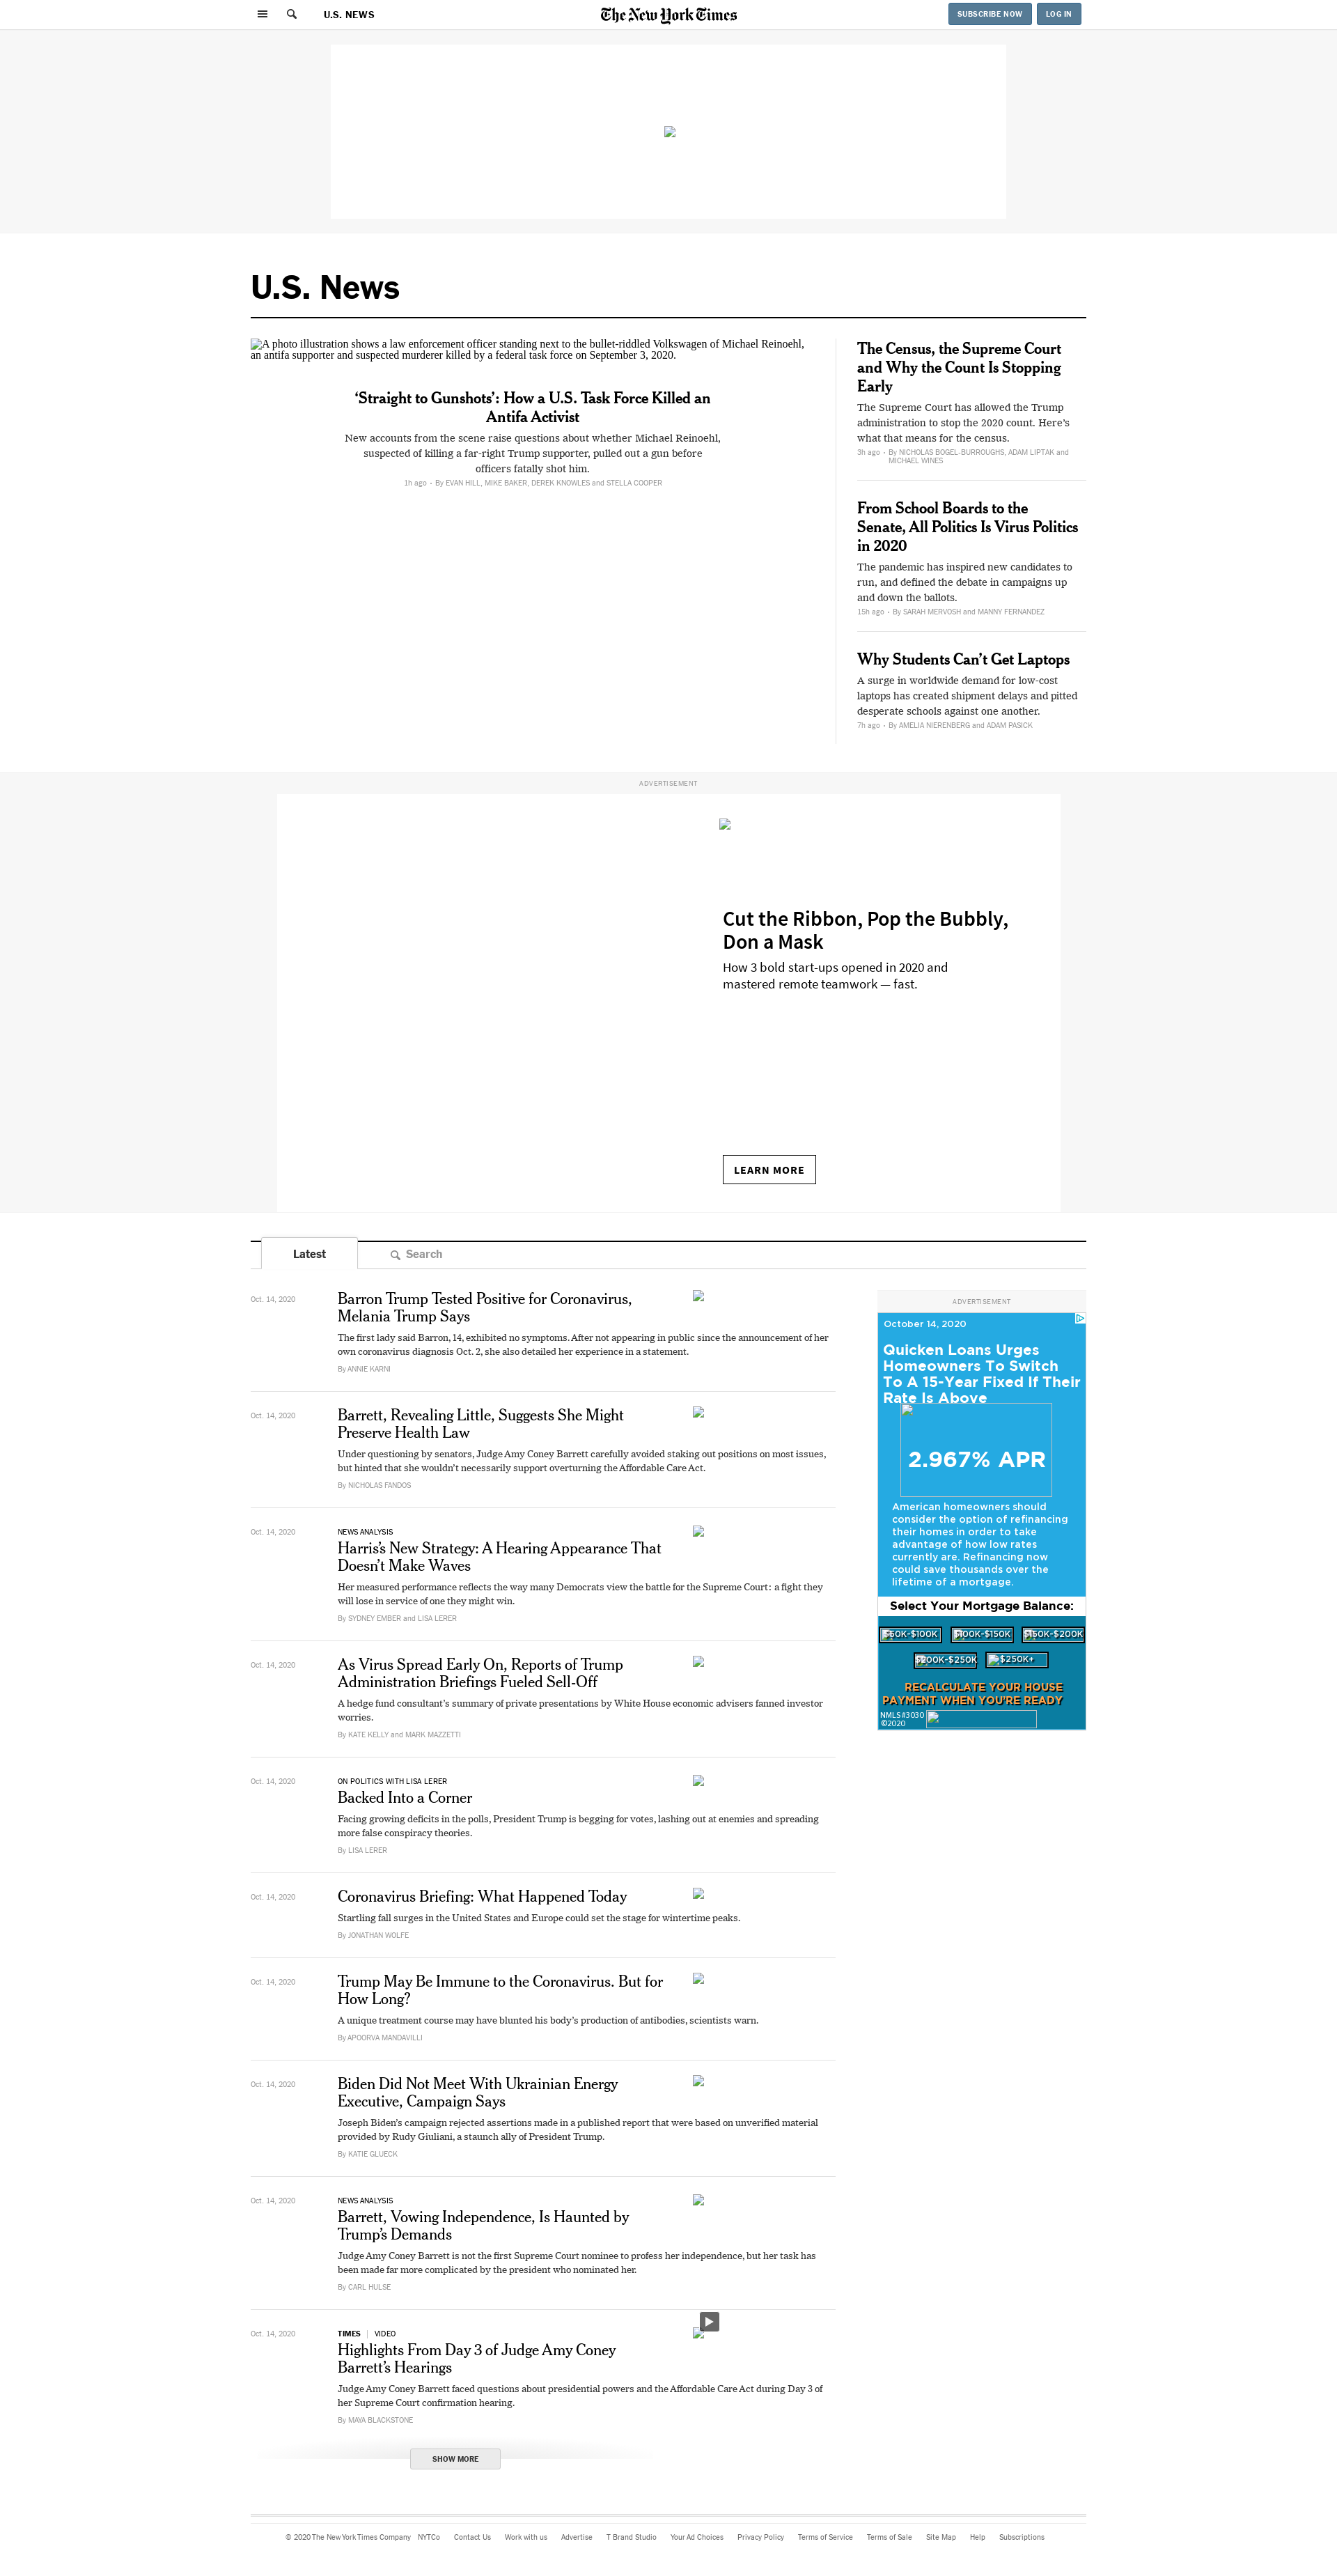 U.S. NEWS
The New York Times
SUBSCRIBE NOW
LOG IN
U.S. News
A photo illustration shows a law enforcement officer standing next to the bullet-riddled Volkswagen of Michael Reinoehl,
an antifa supporter and suspected murderer killed by a federal task force on September 3, 2020.
‘Straight to Gunshots’: How a U.S. Task Force Killed an
Antifa Activist
New accounts from the scene raise questions about whether Michael Reinoehl,
suspected of killing a far-right Trump supporter, pulled out a gun before
officers fatally shot him.
1h ago • By EVAN HILL, MIKE BAKER, DEREK KNOWLES and STELLA COOPER
The Census, the Supreme Court
and Why the Count Is Stopping
Early
The Supreme Court has allowed the Trump
administration to stop the 2020 count. Here’s
what that means for the census.
3h ago • By NICHOLAS BOGEL-BURROUGHS, ADAM LIPTAK and
MICHAEL WINES
From School Boards to the
Senate, All Politics Is Virus Politics
in 2020
The pandemic has inspired new candidates to
run, and defined the debate in campaigns up
and down the ballots.
15h ago • By SARAH MERVOSH and MANNY FERNANDEZ
Why Students Can’t Get Laptops
A surge in worldwide demand for low-cost
laptops has created shipment delays and pitted
desperate schools against one another.
7h ago • By AMELIA NIERENBERG and ADAM PASICK
ADVERTISEMENT
Cut the Ribbon, Pop the Bubbly,
Don a Mask
How 3 bold start-ups opened in 2020 and
mastered remote teamwork — fast.
LEARN MORE
Latest
Search
Oct. 14, 2020
Barron Trump Tested Positive for Coronavirus,
Melania Trump Says
The first lady said Barron, 14, exhibited no symptoms. After not appearing in public since the announcement of her
own coronavirus diagnosis Oct. 2, she also detailed her experience in a statement.
By ANNIE KARNI
Oct. 14, 2020
Barrett, Revealing Little, Suggests She Might
Preserve Health Law
Under questioning by senators, Judge Amy Coney Barrett carefully avoided staking out positions on most issues,
but hinted that she wouldn’t necessarily support overturning the Affordable Care Act.
By NICHOLAS FANDOS
Oct. 14, 2020
NEWS ANALYSIS
Harris’s New Strategy: A Hearing Appearance That
Doesn’t Make Waves
Her measured performance reflects the way many Democrats view the battle for the Supreme Court: a fight they
will lose in service of one they might win.
By SYDNEY EMBER and LISA LERER
Oct. 14, 2020
As Virus Spread Early On, Reports of Trump
Administration Briefings Fueled Sell-Off
A hedge fund consultant’s summary of private presentations by White House economic advisers fanned investor
worries.
By KATE KELLY and MARK MAZZETTI
Oct. 14, 2020
ON POLITICS WITH LISA LERER
Backed Into a Corner
Facing growing deficits in the polls, President Trump is begging for votes, lashing out at enemies and spreading
more false conspiracy theories.
By LISA LERER
Oct. 14, 2020
Coronavirus Briefing: What Happened Today
Startling fall surges in the United States and Europe could set the stage for wintertime peaks.
By JONATHAN WOLFE
Oct. 14, 2020
Trump May Be Immune to the Coronavirus. But for
How Long?
A unique treatment course may have blunted his body’s production of antibodies, scientists warn.
By APOORVA MANDAVILLI
Oct. 14, 2020
Biden Did Not Meet With Ukrainian Energy
Executive, Campaign Says
Joseph Biden’s campaign rejected assertions made in a published report that were based on unverified material
provided by Rudy Giuliani, a staunch ally of President Trump.
By KATIE GLUECK
Oct. 14, 2020
NEWS ANALYSIS
Barrett, Vowing Independence, Is Haunted by
Trump’s Demands
Judge Amy Coney Barrett is not the first Supreme Court nominee to profess her independence, but her task has
been made far more complicated by the president who nominated her.
By CARL HULSE
Oct. 14, 2020
TIMES | VIDEO
Highlights From Day 3 of Judge Amy Coney
Barrett’s Hearings
Judge Amy Coney Barrett faced questions about presidential powers and the Affordable Care Act during Day 3 of
her Supreme Court confirmation hearing.
By MAYA BLACKSTONE
SHOW MORE
ADVERTISEMENT
October 14, 2020
Quicken Loans Urges
Homeowners To Switch
To A 15-Year Fixed If Their
Rate Is Above
2.967% APR
American homeowners should
consider the option of refinancing
their homes in order to take
advantage of how low rates
currently are. Refinancing now
could save thousands over the
lifetime of a mortgage.
Select Your Mortgage Balance:
$60K-$100K
$100K-$150K
$150K-$200K
$200K-$250K
$250K+
RECALCULATE YOUR HOUSE
PAYMENT WHEN YOU'RE READY
NMLS#3030
©2020
© 2020 The New York Times Company NYTCo Contact Us Work with us Advertise T Brand Studio Your Ad Choices Privacy Policy Terms of Service Terms of Sale Site Map Help Subscriptions